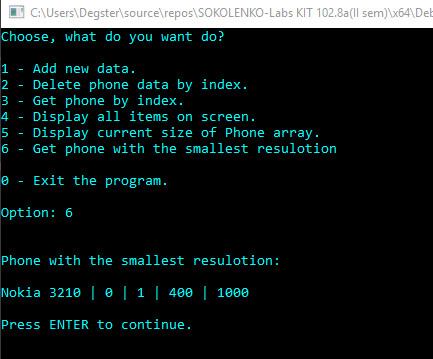 C:\Users\Degster\source\repos\SOKOLENKO-Labs KIT 102.8a(II sem)\x64\Deb
Choose, what do you want do?
1 - Add new data.
2 - Delete phone data by index.
3 - Get phone by index.
4 - Display all items on screen.
5 - Display current size of Phone array.
6 - Get phone with the smallest resulotion
0 - Exit the program.
Option: 6
Phone with the smallest resulotion:
Nokia 3210 | 0 | 1 | 400 | 1000
Press ENTER to continue.